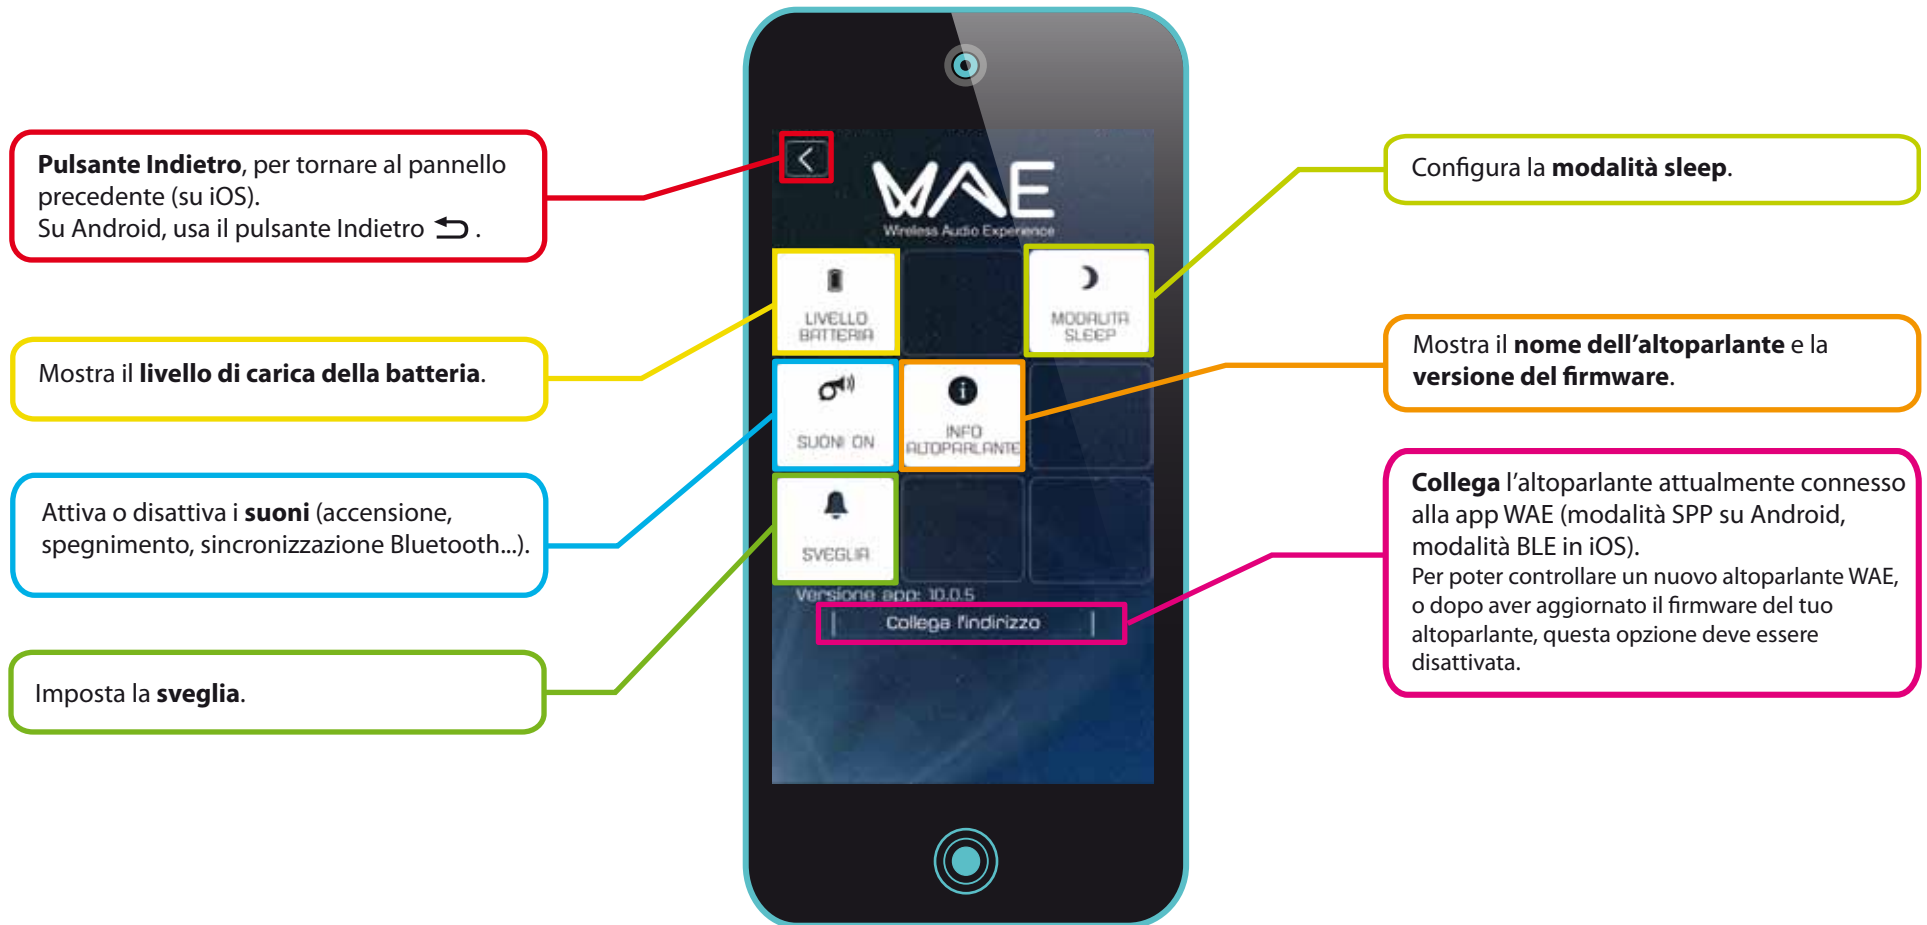 Pulsante Indietro, per tornare al pannello
precedente (su iOS).
Su Android, usa il pulsante Indietro .
Mostra il livello di carica della batteria.
Attiva o disattiva i suoni (accensione,
spegnimento, sincronizzazione Bluetooth...).
Imposta la sveglia.
WAE
Wireless Audio Experience
LIVELLO
BATTERIA
MODALITA
SLEEP
SUONI ON
INFO
ALTOPARLANTE
SVEGLIA
Versione app: 10.0.5
Collega l'indirizzo
Configura la modalità sleep.
Mostra il nome dell’altoparlante e la
versione del firmware.
Collega l’altoparlante attualmente connesso
alla app WAE (modalità SPP su Android,
modalità BLE in iOS).
Per poter controllare un nuovo altoparlante WAE,
o dopo aver aggiornato il firmware del tuo
altoparlante, questa opzione deve essere
disattivata.